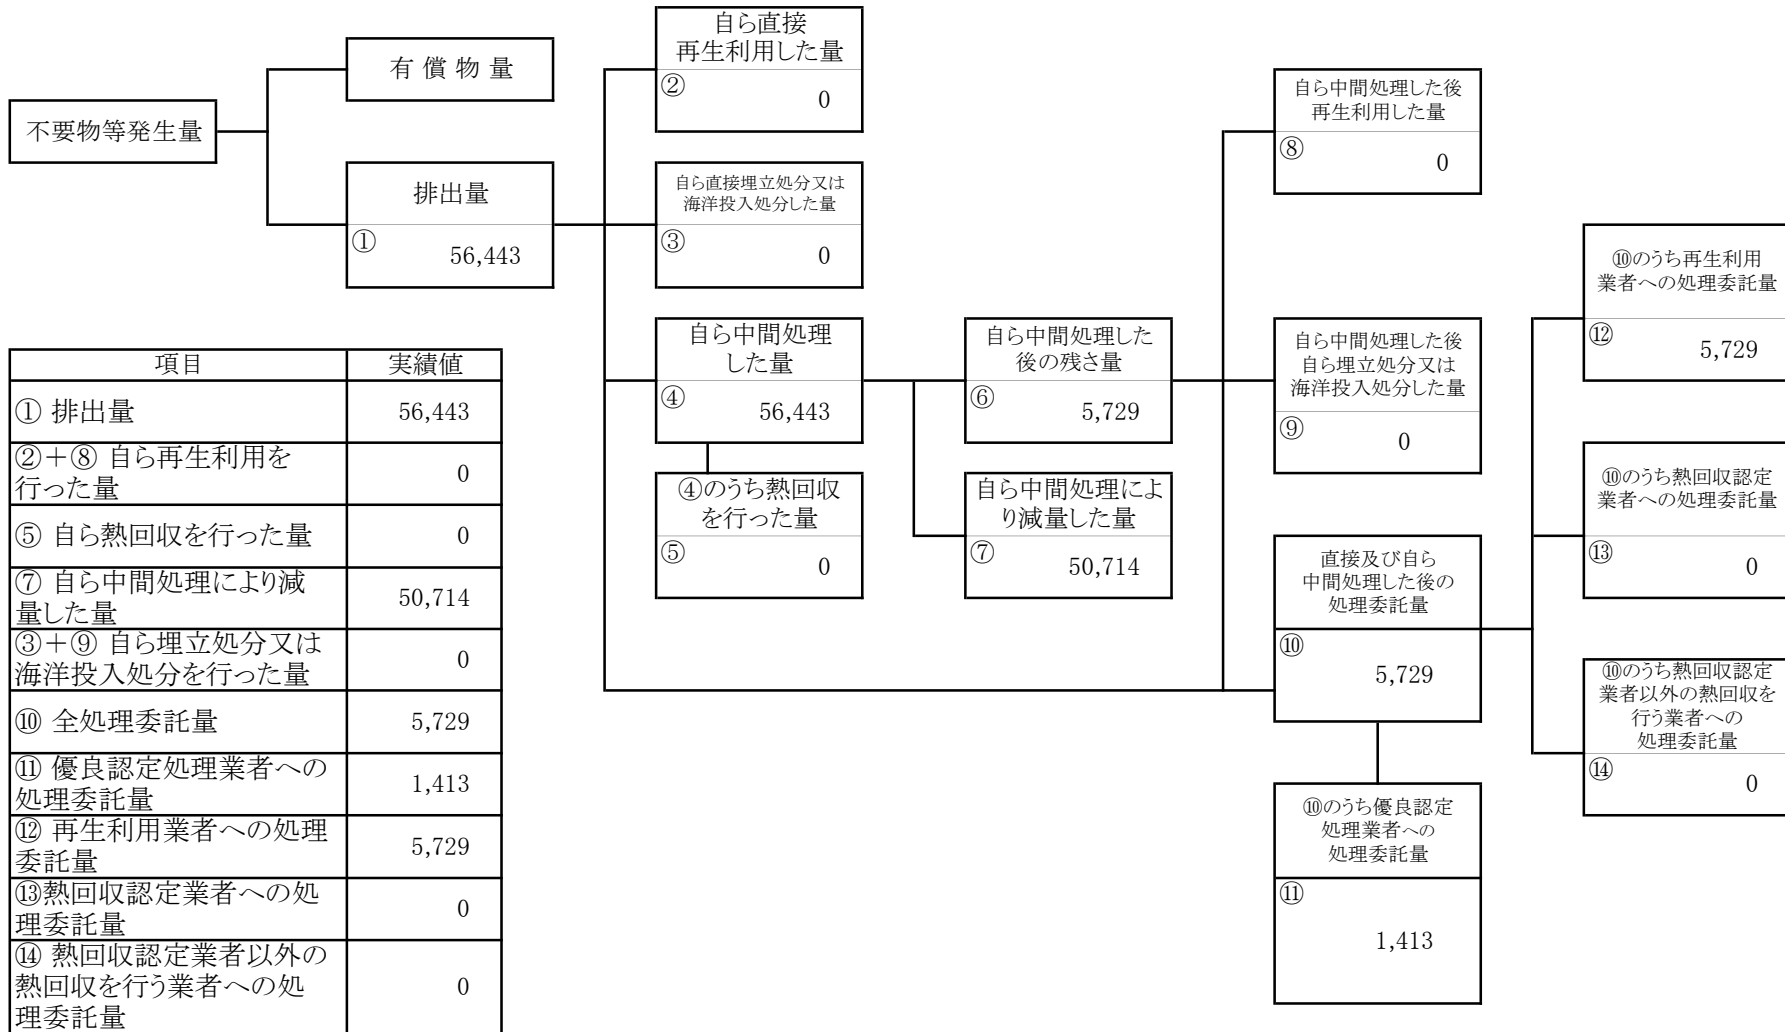 不要物等発生量
有償物量
排出量
①
56,443
自ら直接
再生利用した量
②
0
自ら直接埋立処分又は
海洋投入処分した量
③
0
自ら中間処理
した量
④
56,443
④のうち熱回収
を行った量
⑤
0
自ら中間処理した
後の残さ量
⑥
5,729
自ら中間処理によ
り減量した量
⑦
50,714
自ら中間処理した後
再生利用した量
⑧
0
自ら中間処理した後
自ら埋立処分又は
海洋投入処分した量
⑨
0
直接及び自ら
中間処理した後の
処理委託量
⑩
5,729
⑩のうち優良認定
処理業者への
処理委託量
⑪
1,413
⑩のうち再生利用
業者への処理委託量
⑫
5,729
⑩のうち熱回収認定
業者への処理委託量
⑬
0
⑩のうち熱回収認定
業者以外の熱回収を
行う業者への
処理委託量
⑭
0
項目 実績値
① 排出量 56,443
②＋⑧ 自ら再生利用を
行った量 0
⑤ 自ら熱回収を行った量 0
⑦ 自ら中間処理により減
量した量 50,714
③＋⑨ 自ら埋立処分又は
海洋投入処分を行った量 0
⑩ 全処理委託量 5,729
⑪ 優良認定処理業者への
処理委託量 1,413
⑫ 再生利用業者への処理
委託量 5,729
⑬熱回収認定業者への処
理委託量 0
⑭ 熱回収認定業者以外の
熱回収を行う業者への処
理委託量 0